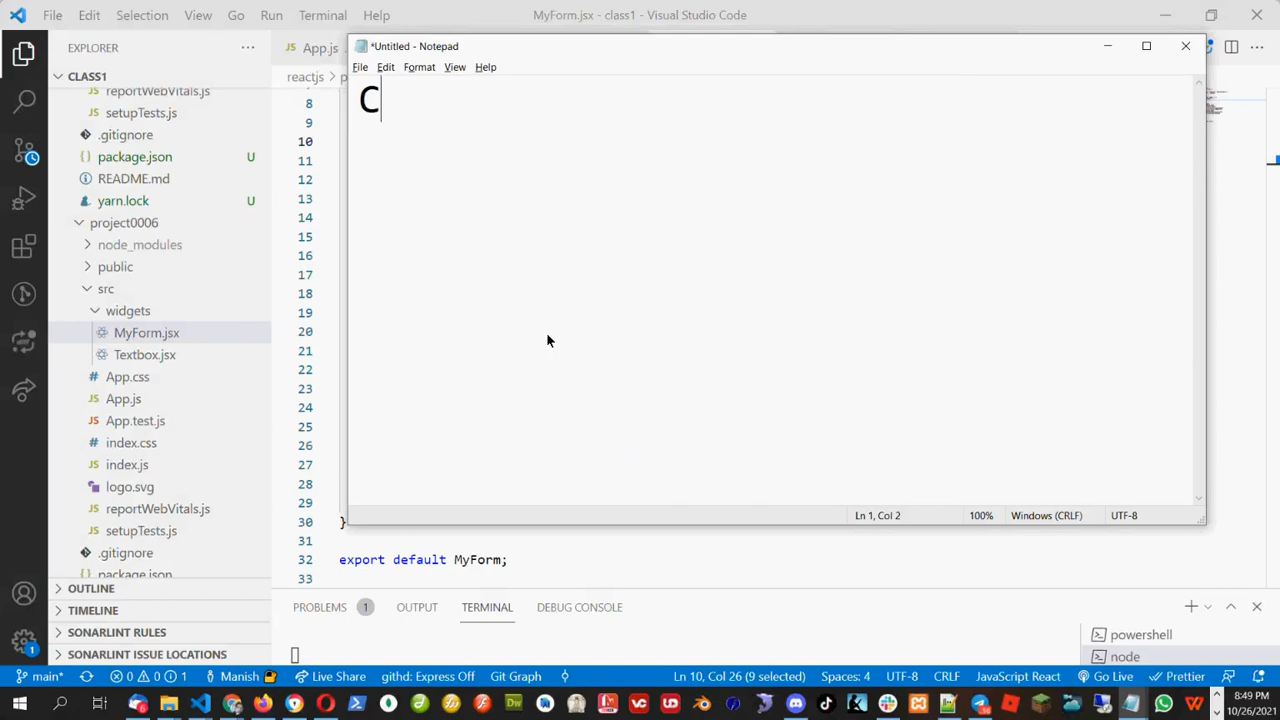 File Edit Selection View Go Run Terminal Help
MyForm.jsx - class1 - Visual Studio Code
EXPLORER
CLASS1
reportWebVitals.js
setupTests.js
.gitignore
package.json U
README.md
yarn.lock U
project0006
node_modules
public
src
widgets
MyForm.jsx
Textbox.jsx
App.css
App.js
App.test.js
index.css
index.js
logo.svg
reportWebVitals.js
setupTests.js
.gitignore
package.json
OUTLINE
TIMELINE
SONARLINT RULES
SONARLINT ISSUE LOCATIONS
JS App.js
reactjs > p
*Untitled - Notepad
File Edit Format View Help
C
Ln 1, Col 2 100% Windows (CRLF) UTF-8
8
9
10
11
12
13
14
15
16
17
18
19
20
21
22
23
24
25
26
27
28
29
30 }
31
32 export default MyForm;
33
PROBLEMS 1 OUTPUT TERMINAL DEBUG CONSOLE
powershell
node
main* 0 0 1 Manish Live Share githd: Express Off Git Graph Ln 10, Col 26 (9 selected) Spaces: 4 UTF-8 CRLF JavaScript React Go Live Prettier
8:49 PM
10/26/2021